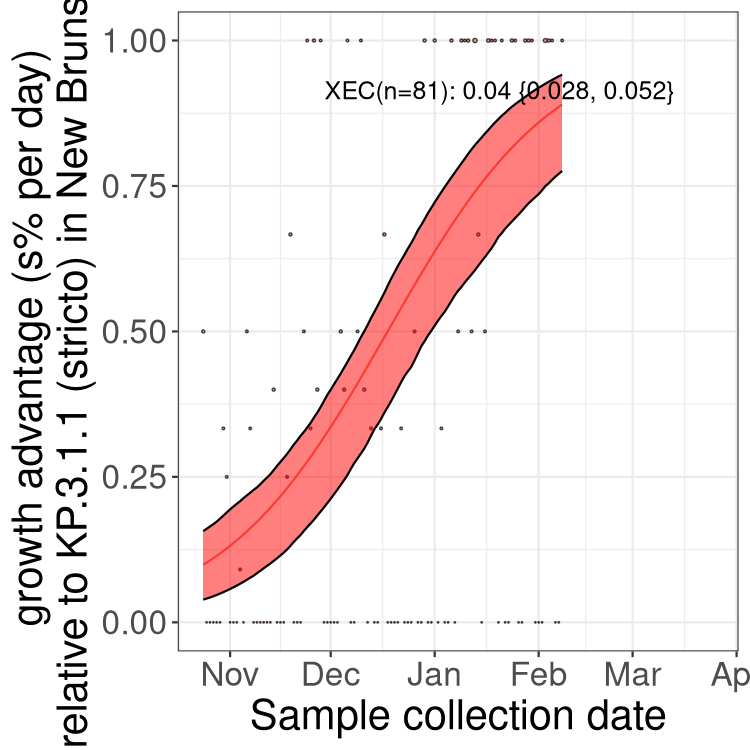 growth advantage (s% per day)
relative to KP.3.1.1 (stricto) in New Bruns
1.00
0.75
0.50
0.25
0.00
XEC(n=81): 0.04 {0.028, 0.052}
Nov Dec Jan Feb Mar Ap
Sample collection date